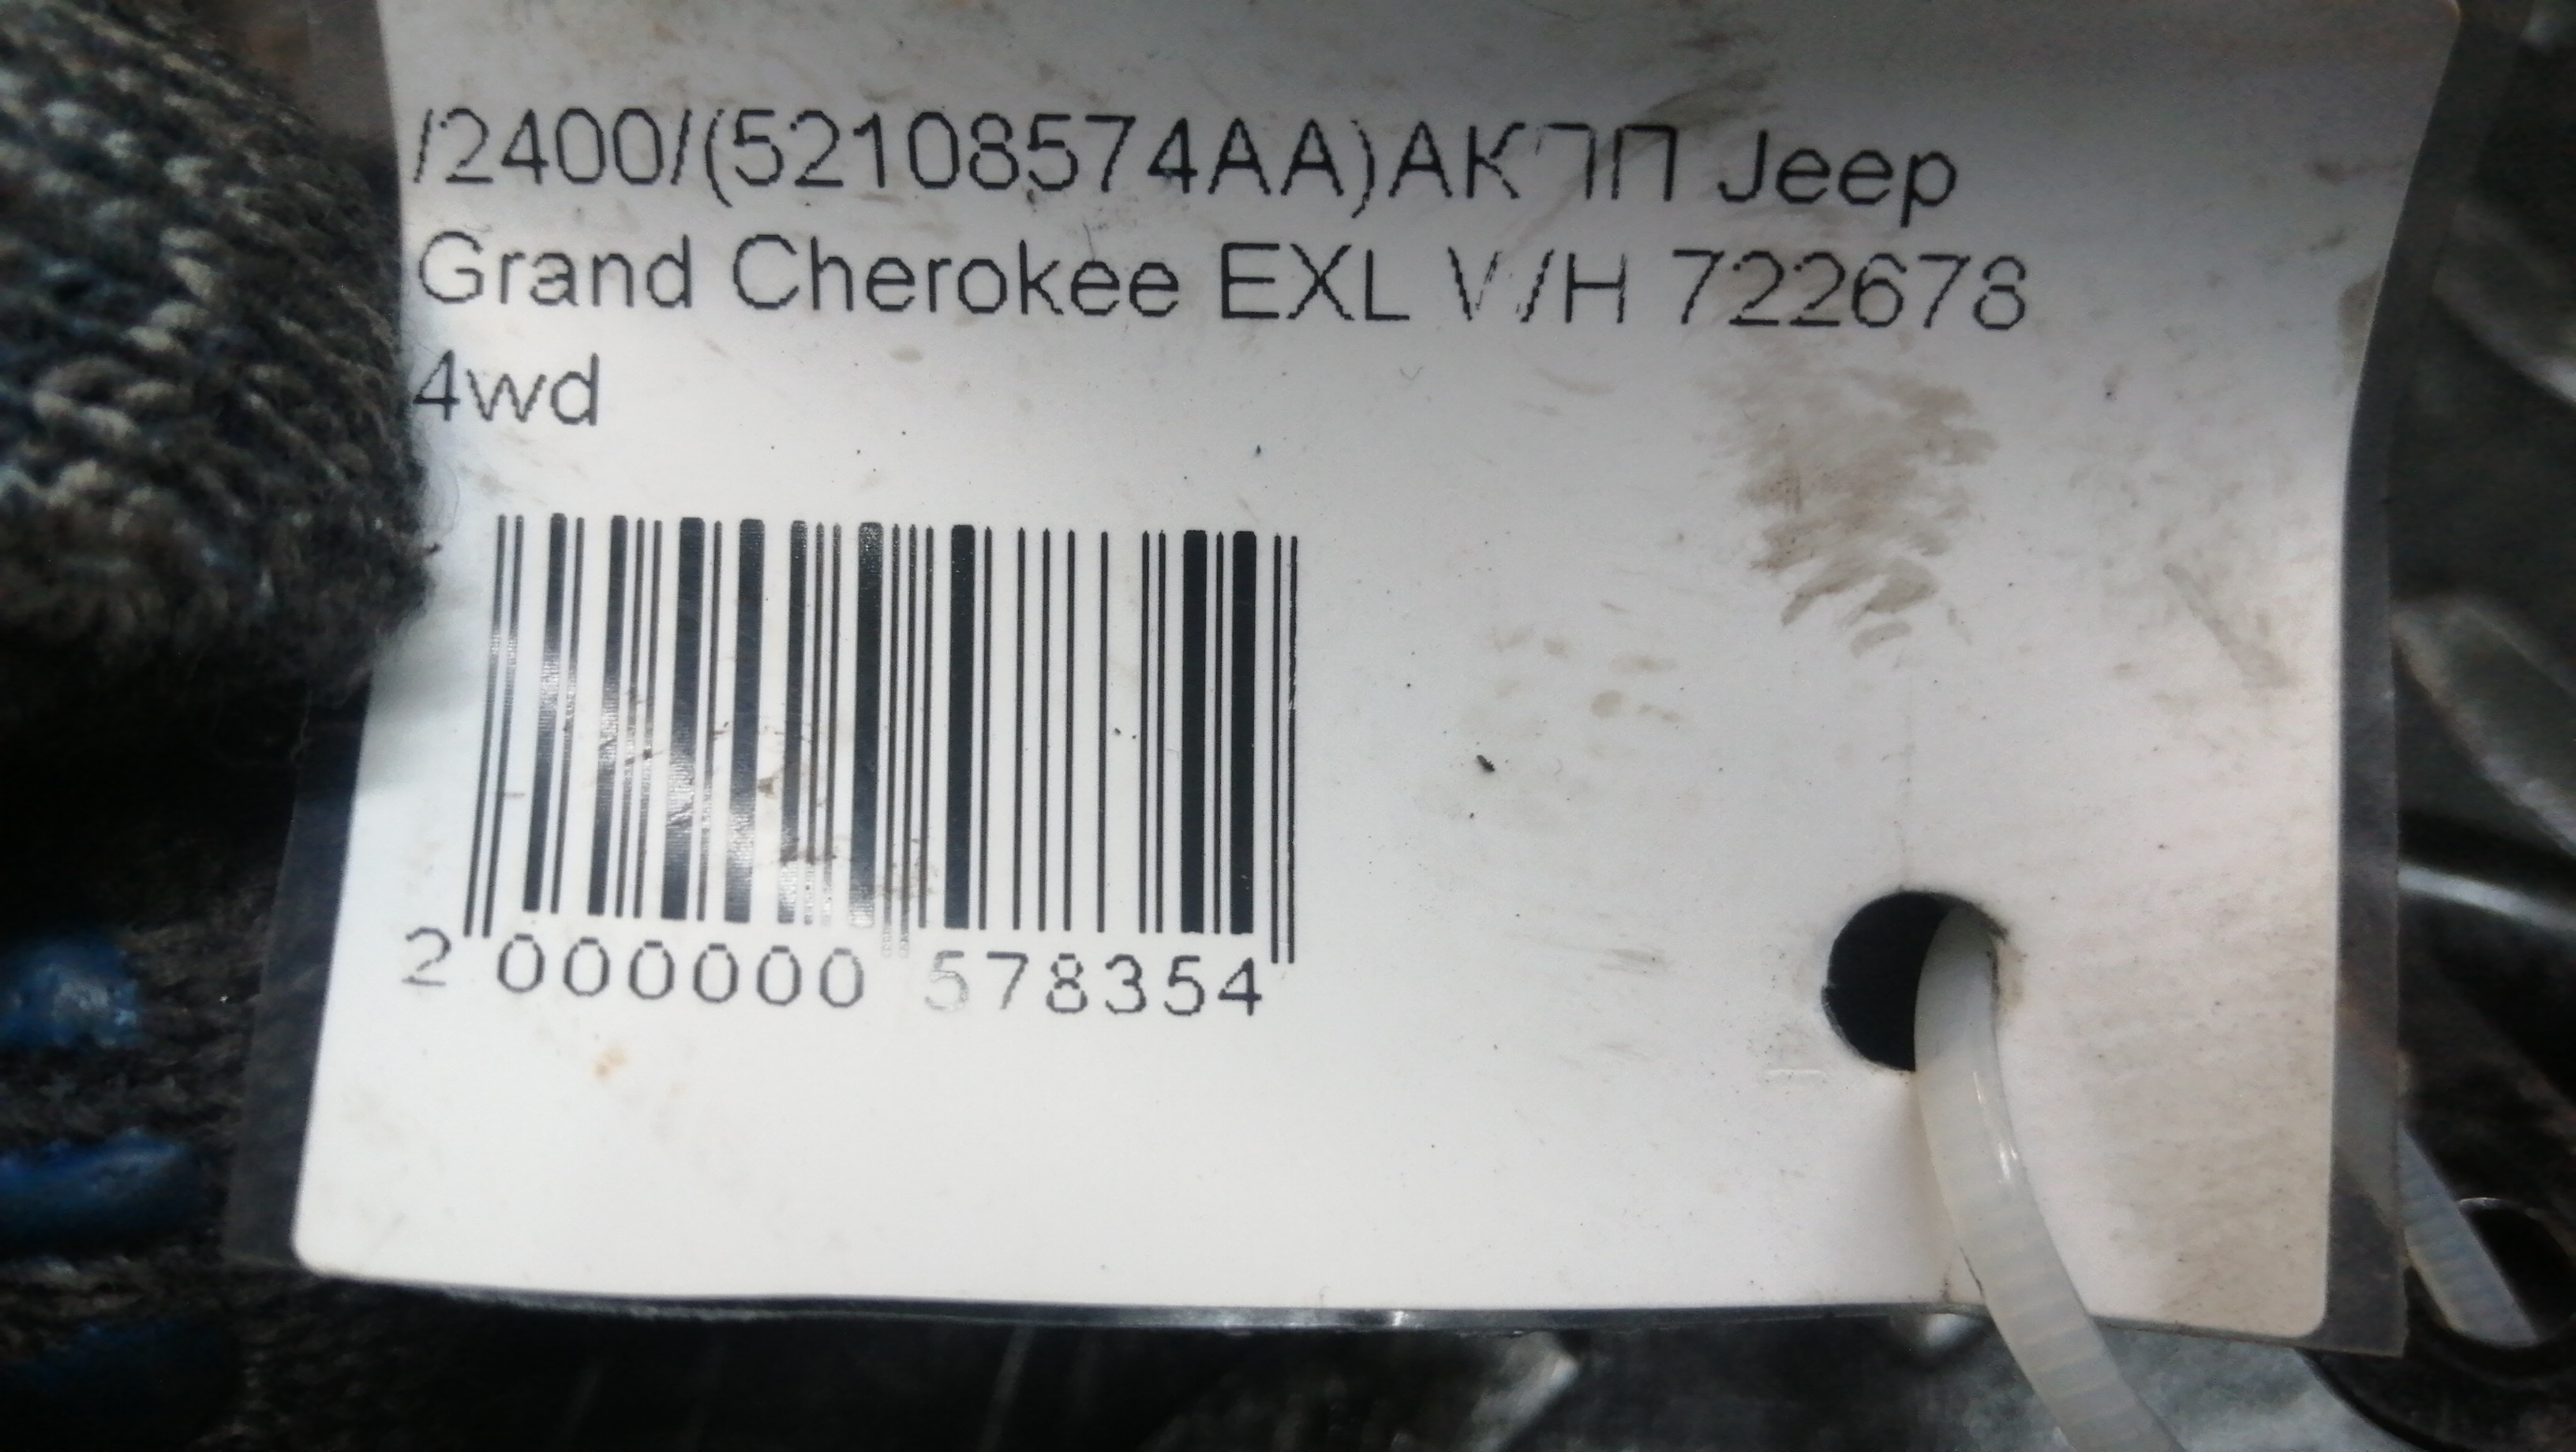 /2400/(52108574AA)АКПП Jeep
Grand Cherokee EXL W/H 722678
4wd
2 000000 578354